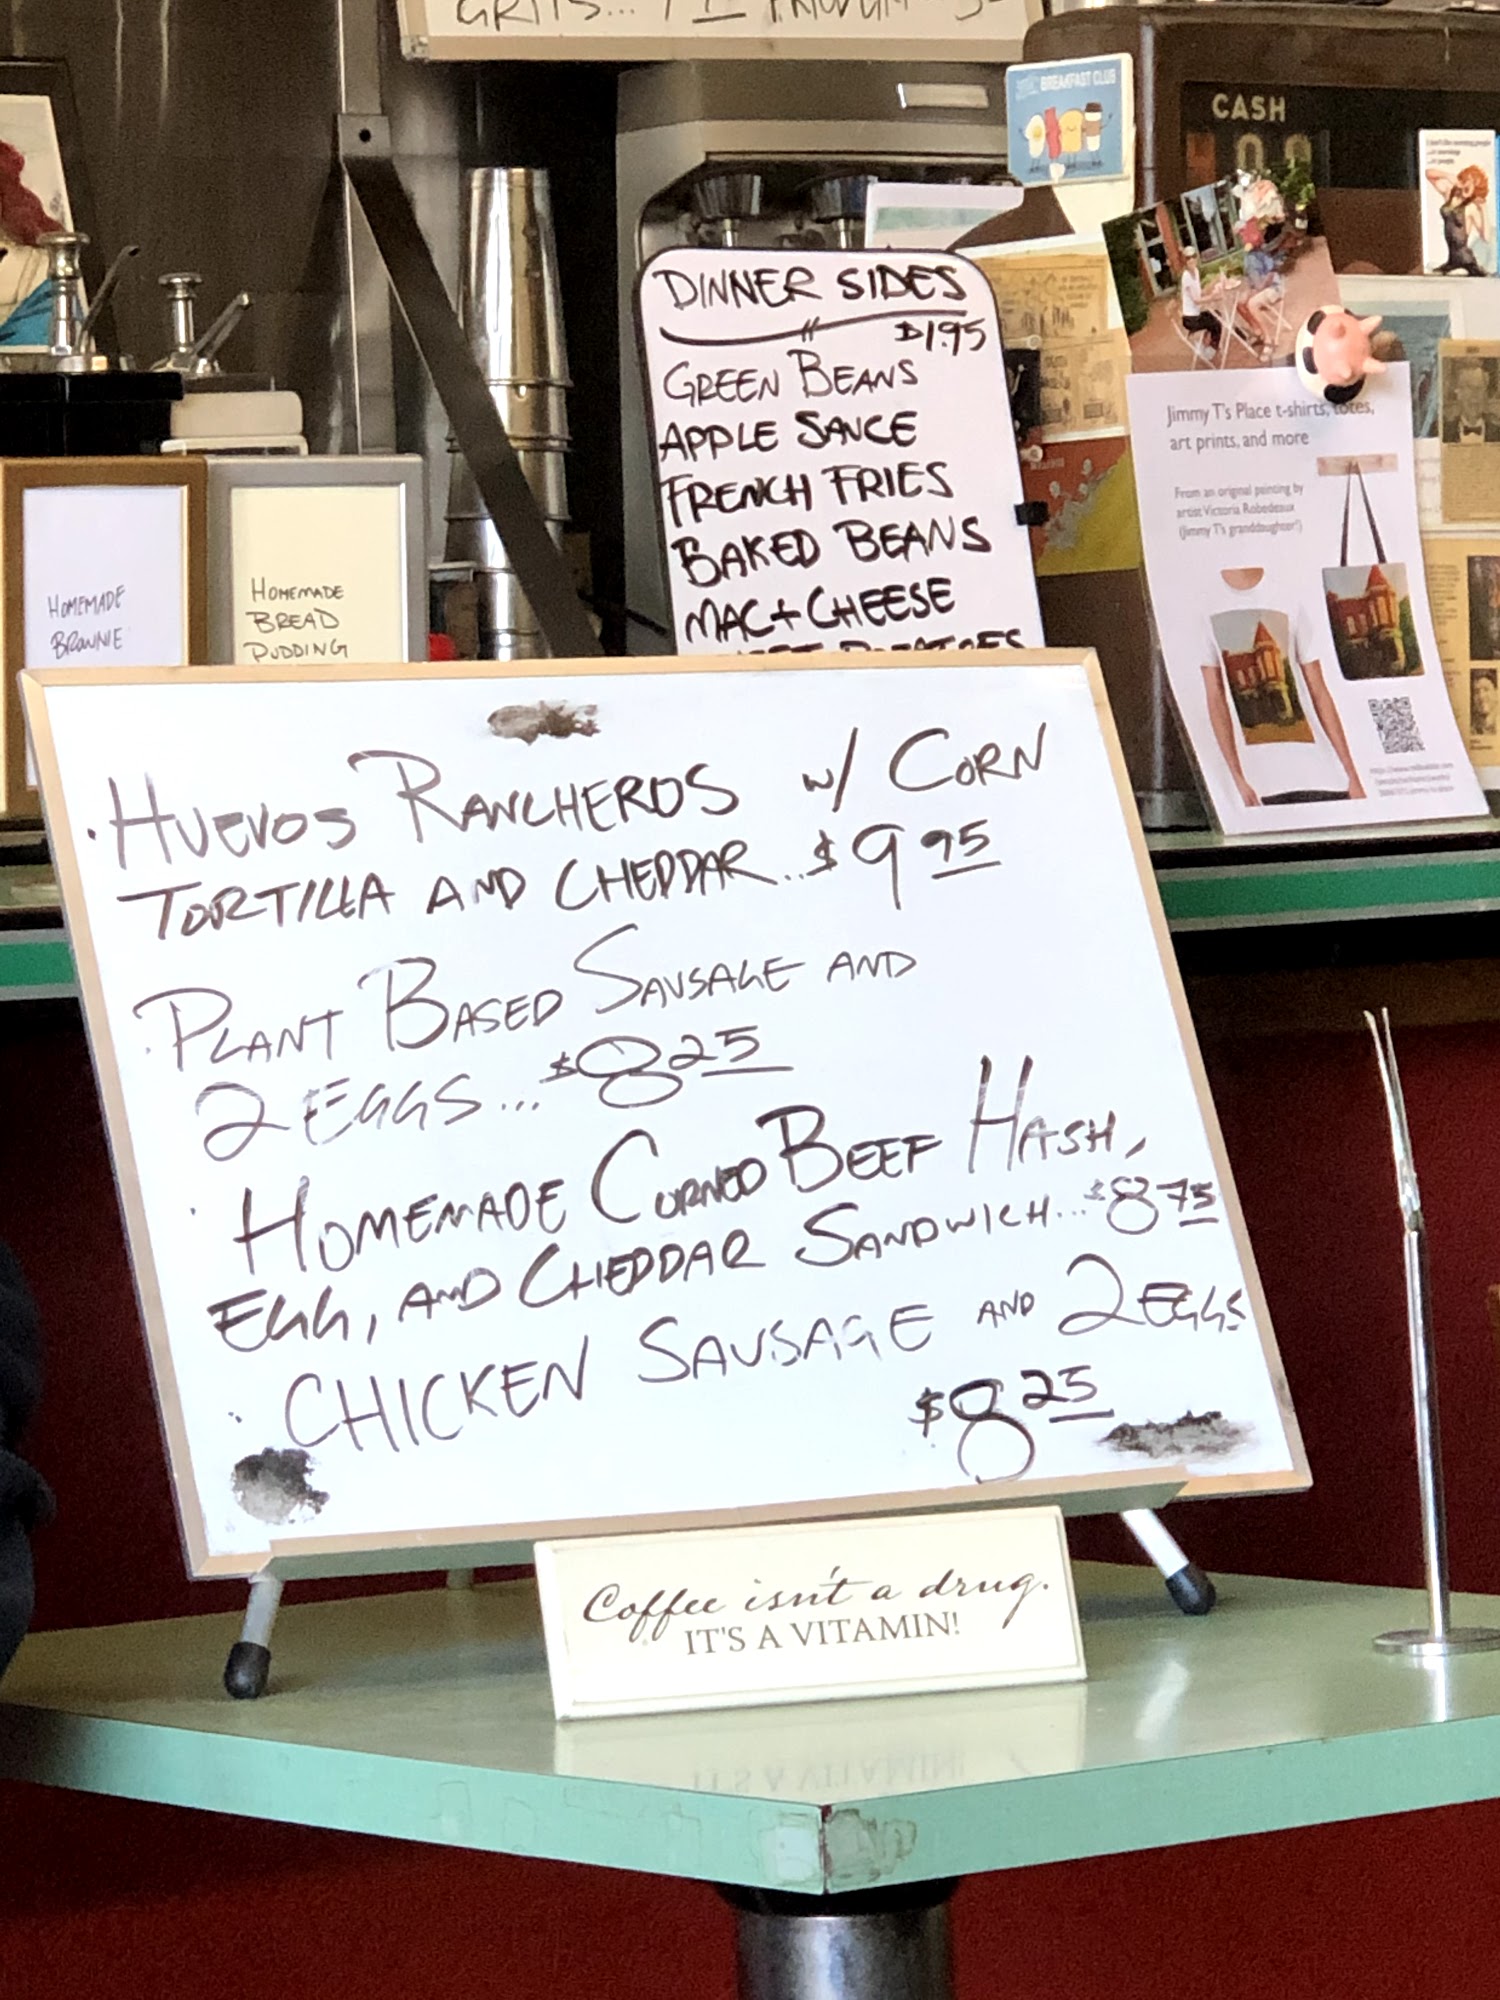 GRITS...
BREAKFAST CLUB
CASH
DINNER SIDES
$1.95
GREEN BEANS
APPLE SAUCE
FRENCH FRIES
BAKED BEANS
MAC + CHEESE
POTATOES
Jimmy T's Place t-shirts, totes,
art prints, and more
From an original painting by
artist Victoria Robedeaux
(Jimmy T's granddaughter!)
HOMEMADE
BROWNIE
HOMEMADE
BREAD
PUDDING
· HUEVOS RANCHEROS w/ CORN
TORTILLA AND CHEDDAR...$9 95
· PLANT BASED SAUSAGE AND
2 EGGS...$8 25
· HOMEMADE CORNED BEEF HASH,
EGG, AND CHEDDAR SANDWICH...$8 75
· CHICKEN SAUSAGE AND 2 EGGS
$8 25
Coffee isn't a drug.
IT'S A VITAMIN!